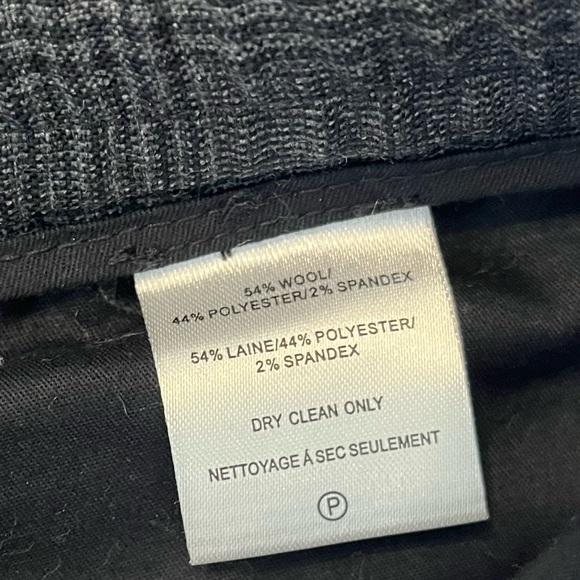 54% WOOL/
44% POLYESTER/2% SPANDEX
54% LAINE/44% POLYESTER/
2% SPANDEX
DRY CLEAN ONLY
NETTOYAGE Á SEC SEULEMENT
P